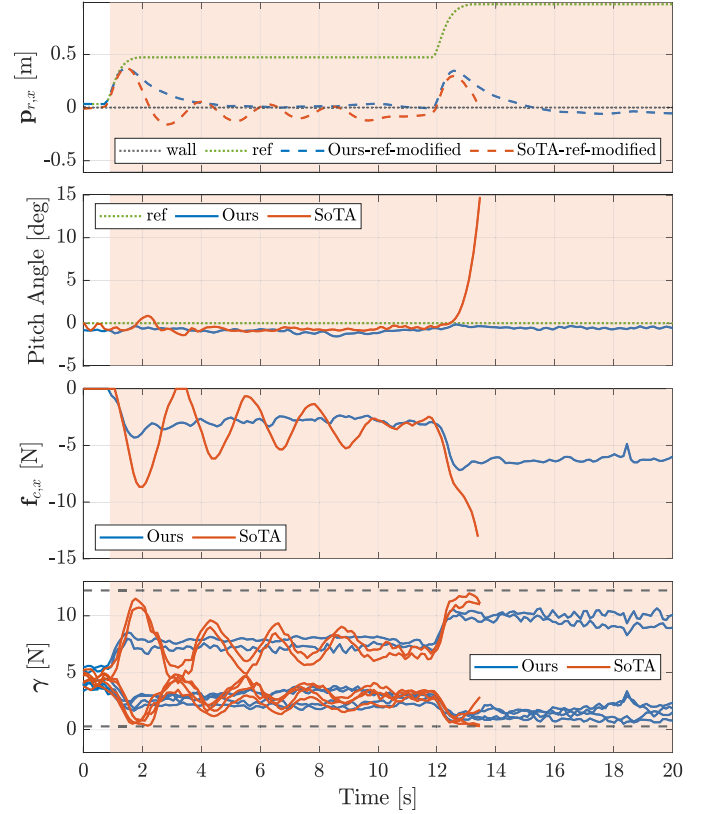 0.5
0
-0.5
p_{r,x} [m]
wall ref Ours-ref-modified SoTA-ref-modified
15
10
5
0
-5
Pitch Angle [deg]
ref Ours SoTA
0
-5
-10
-15
f_{c,x} [N]
Ours SoTA
10
5
0
γ [N]
Ours SoTA
0 2 4 6 8 10 12 14 16 18 20
Time [s]